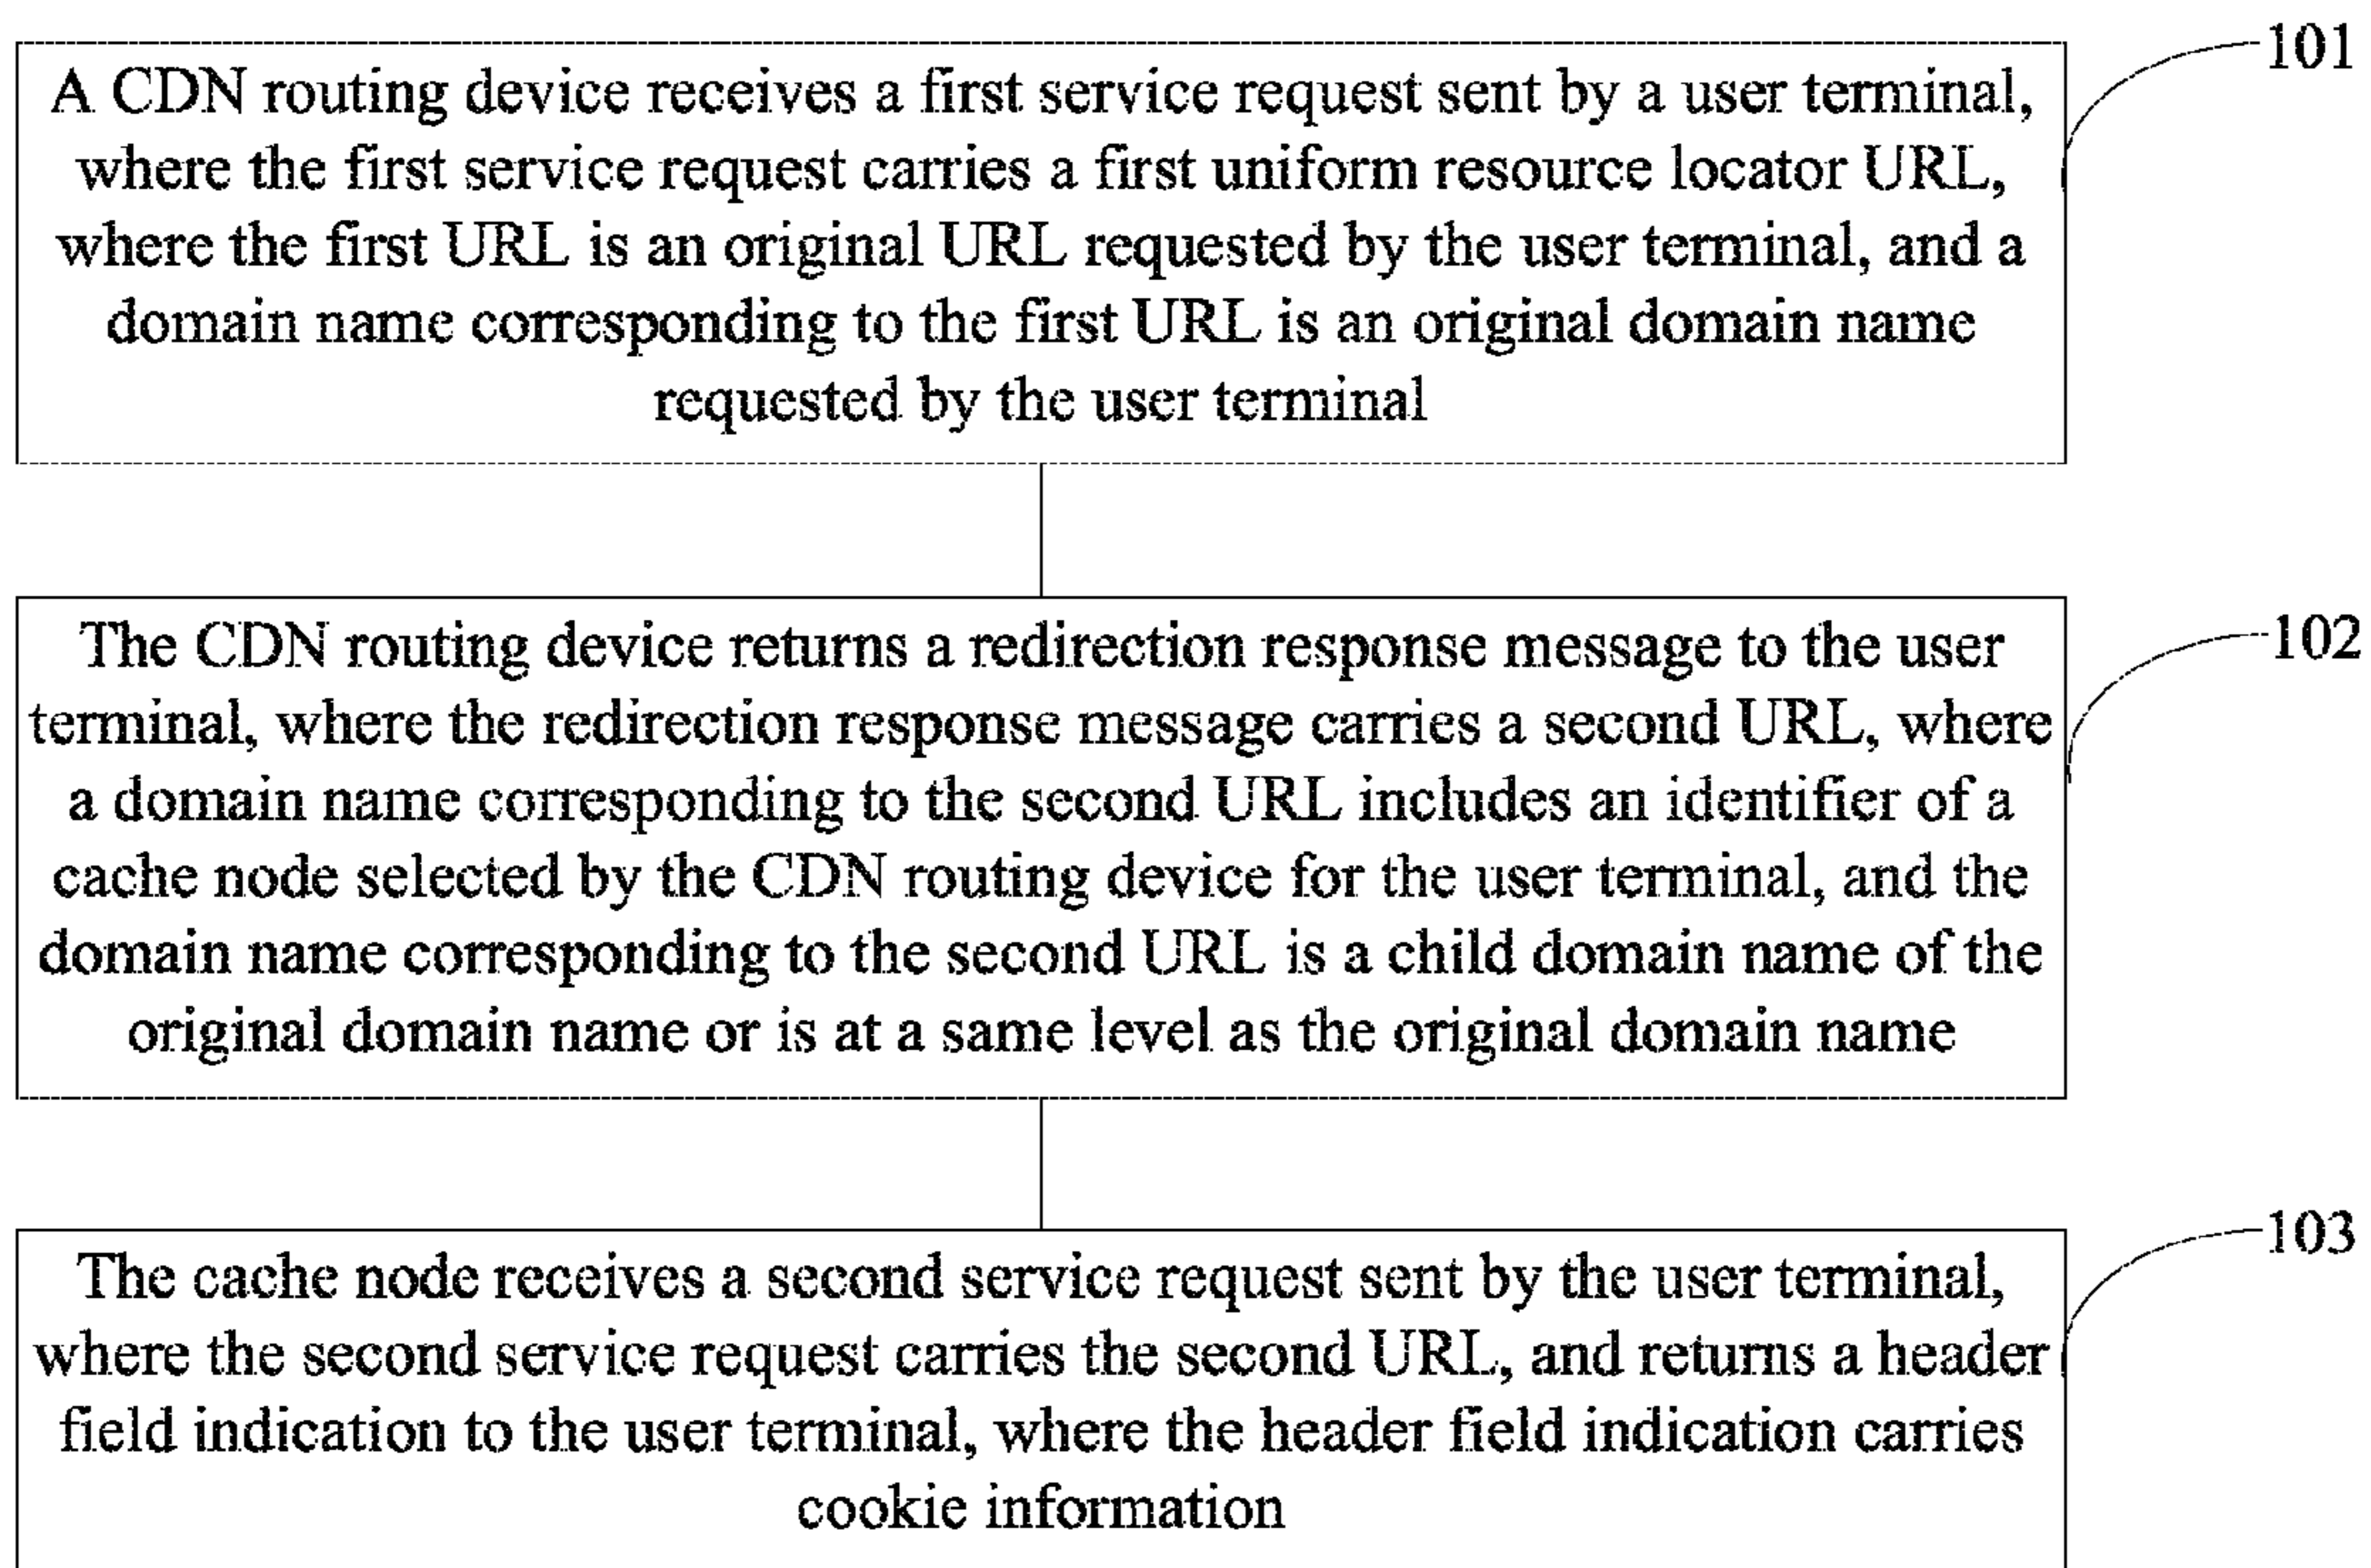 101
A CDN routing device receives a first service request sent by a user terminal,
where the first service request carries a first uniform resource locator URL,
where the first URL is an original URL requested by the user terminal, and a
domain name corresponding to the first URL is an original domain name
requested by the user terminal
102
The CDN routing device returns a redirection response message to the user
terminal, where the redirection response message carries a second URL, where
a domain name corresponding to the second URL includes an identifier of a
cache node selected by the CDN routing device for the user terminal, and the
domain name corresponding to the second URL is a child domain name of the
original domain name or is at a same level as the original domain name
103
The cache node receives a second service request sent by the user terminal,
where the second service request carries the second URL, and returns a header
field indication to the user terminal, where the header field indication carries
cookie information